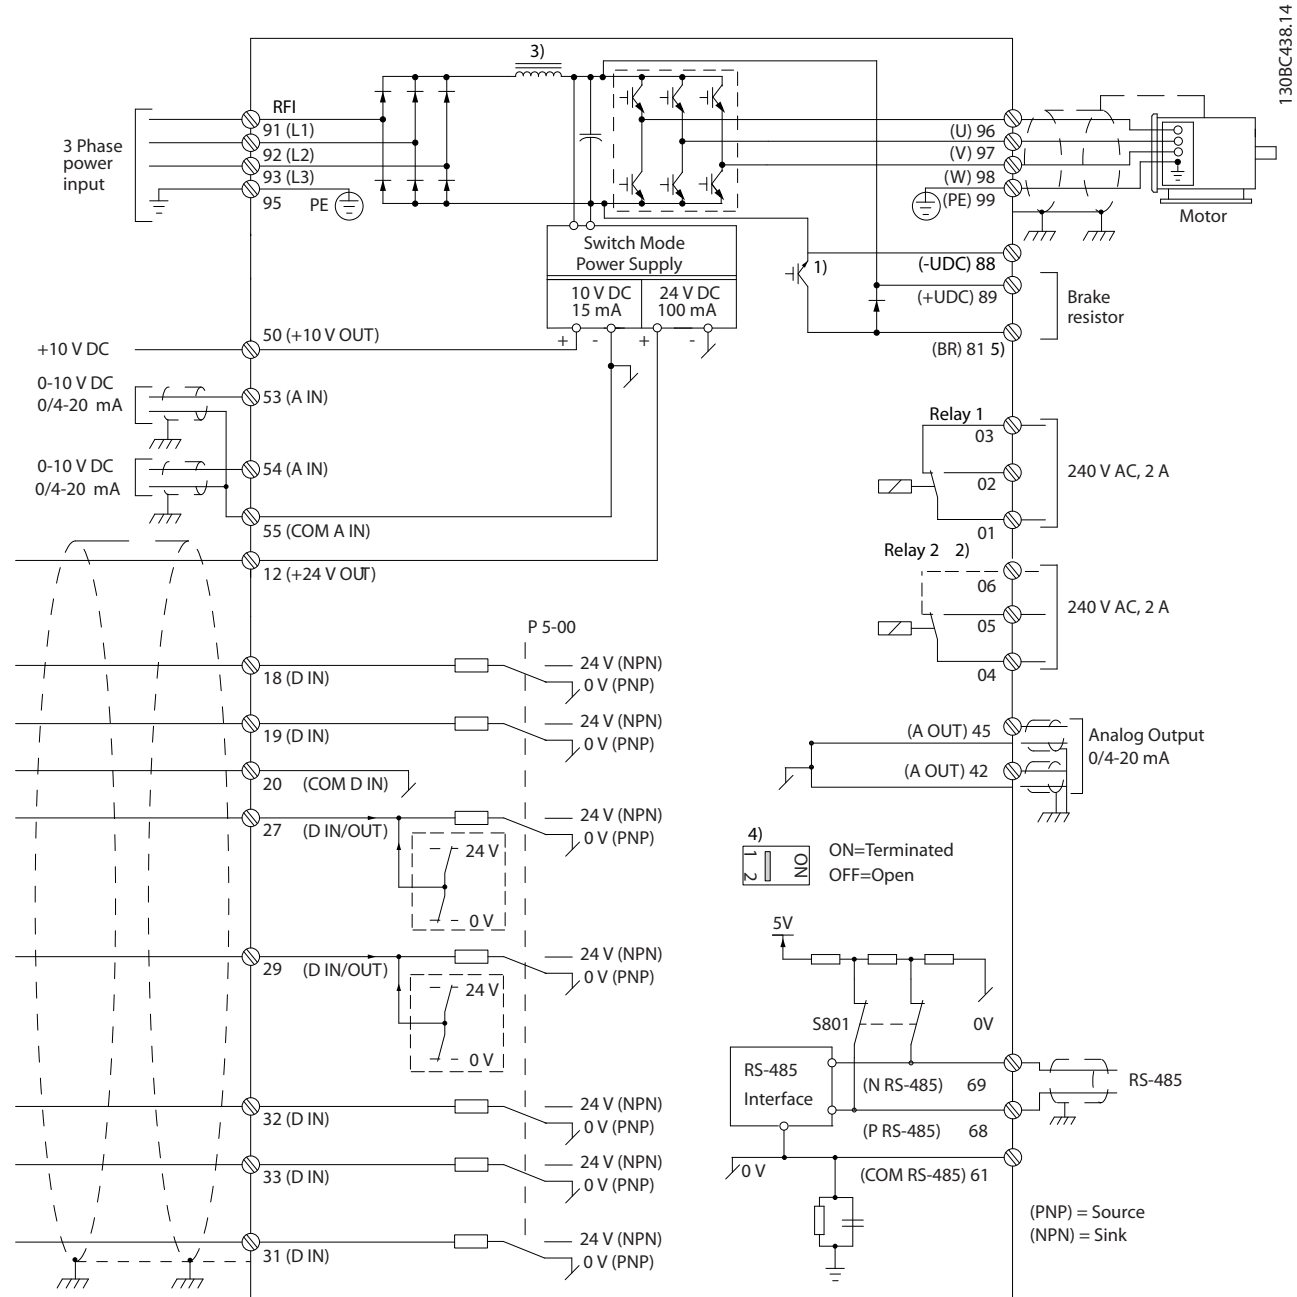 130BC438.14
3)
3 Phase
power
input
RFI
91 (L1)
92 (L2)
93 (L3)
95
PE
(U) 96
(V) 97
(W) 98
(PE) 99
Motor
Switch Mode
Power Supply
10 V DC
15 mA
24 V DC
100 mA
+ - + -
1)
(-UDC) 88
(+UDC) 89
(BR) 81 5)
Brake
resistor
+10 V DC
50 (+10 V OUT)
0-10 V DC
0/4-20 mA
53 (A IN)
0-10 V DC
0/4-20 mA
54 (A IN)
55 (COM A IN)
12 (+24 V OUT)
Relay 1
03
02
01
240 V AC, 2 A
Relay 2 2)
06
05
04
240 V AC, 2 A
P 5-00
18 (D IN)
24 V (NPN)
0 V (PNP)
19 (D IN)
24 V (NPN)
0 V (PNP)
20 (COM D IN)
27 (D IN/OUT)
24 V (NPN)
0 V (PNP)
24 V
0 V
29 (D IN/OUT)
24 V (NPN)
0 V (PNP)
24 V
0 V
32 (D IN)
24 V (NPN)
0 V (PNP)
33 (D IN)
24 V (NPN)
0 V (PNP)
31 (D IN)
24 V (NPN)
0 V (PNP)
(A OUT) 45
(A OUT) 42
Analog Output
0/4-20 mA
4)
1 2
ON
ON=Terminated
OFF=Open
5V
S801
0V
RS-485
Interface
(N RS-485) 69
(P RS-485) 68
RS-485
0 V
(COM RS-485) 61
(PNP) = Source
(NPN) = Sink